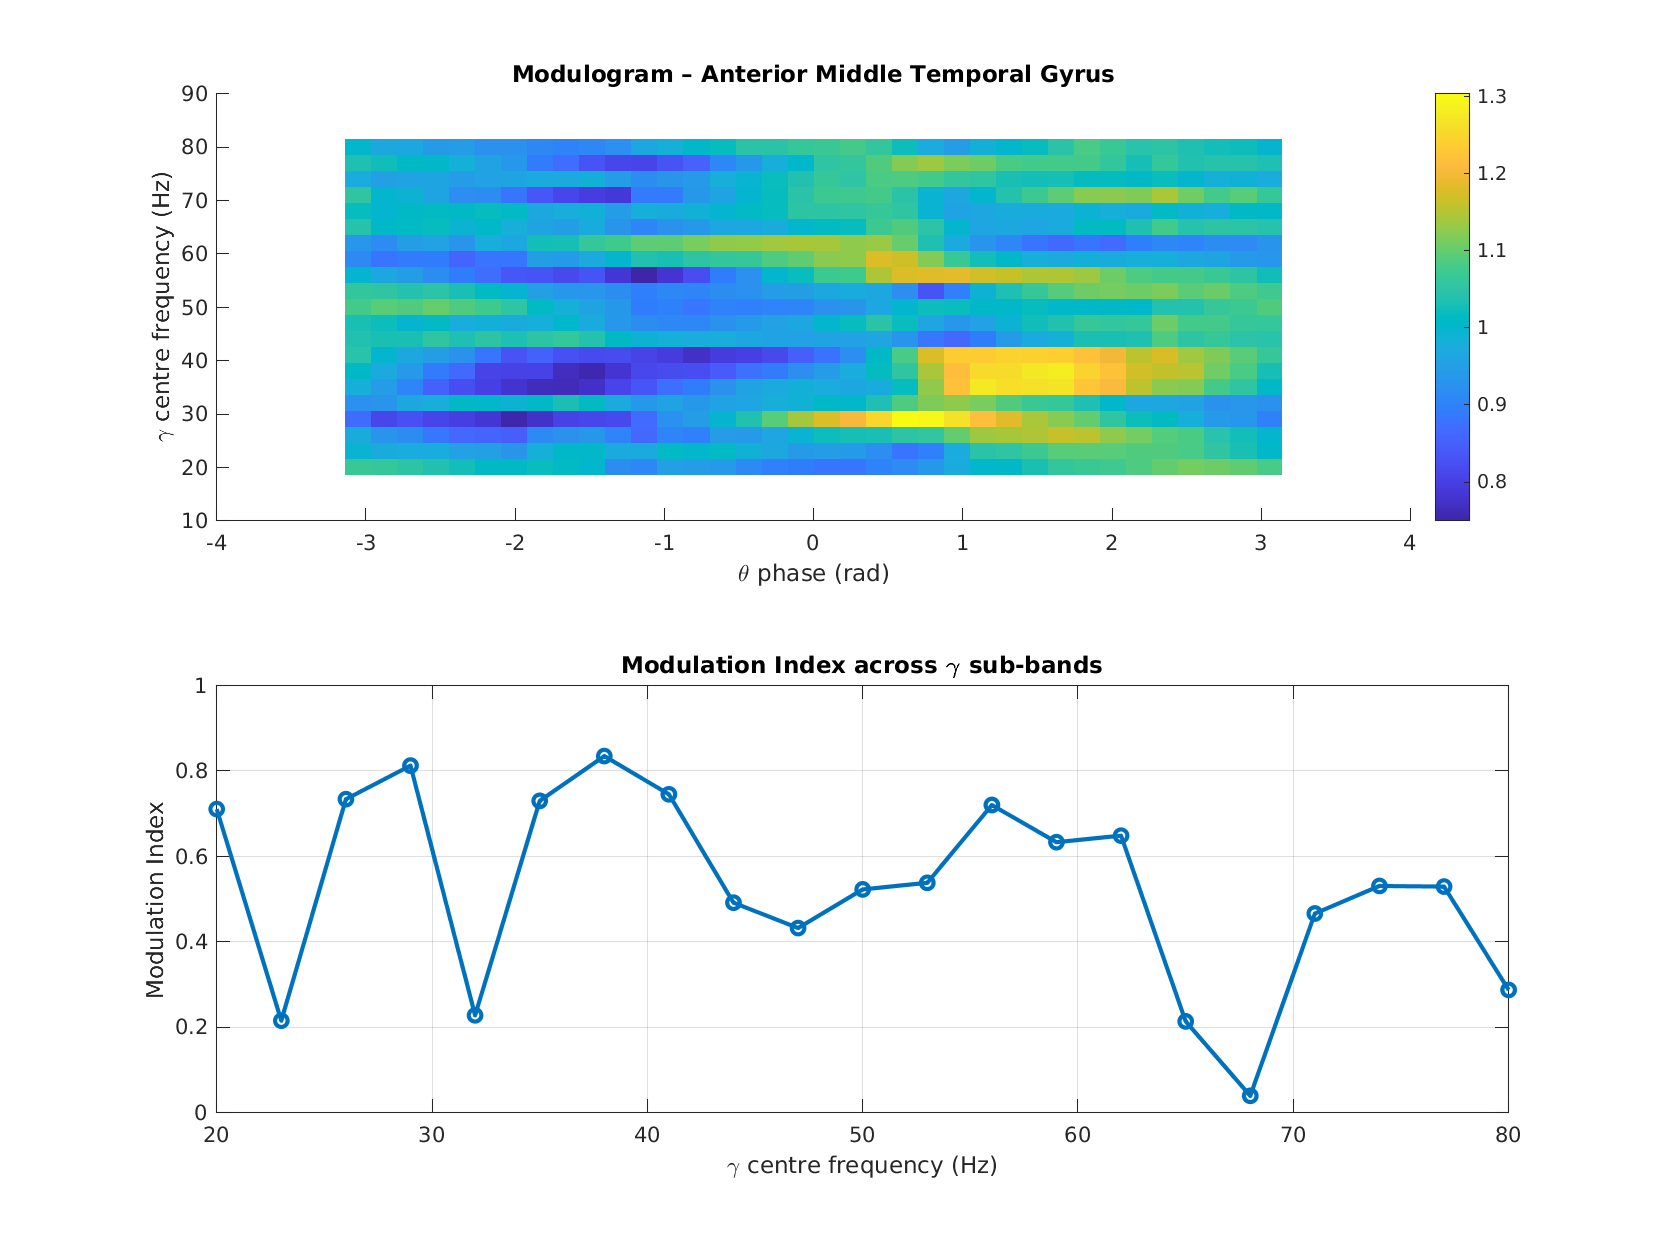 Modulogram – Anterior Middle Temporal Gyrus
90
80
70
60
50
40
30
20
10
γ centre frequency (Hz)
-4 -3 -2 -1 0 1 2 3 4
θ phase (rad)
1.3
1.2
1.1
1
0.9
0.8
Modulation Index across γ sub-bands
1
0.8
0.6
0.4
0.2
0
Modulation Index
20 30 40 50 60 70 80
γ centre frequency (Hz)